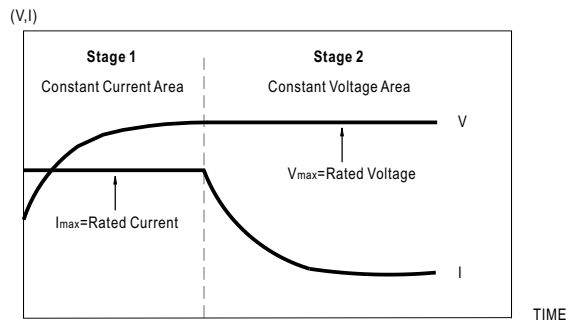 (V,I)
Stage 1
Stage 2
Constant Current Area
Constant Voltage Area
V
Vmax=Rated Voltage
Imax=Rated Current
I
TIME